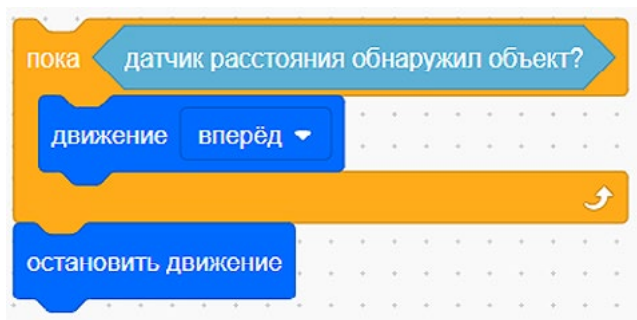 пока датчик расстояния обнаружил объект?
движение вперёд
остановить движение